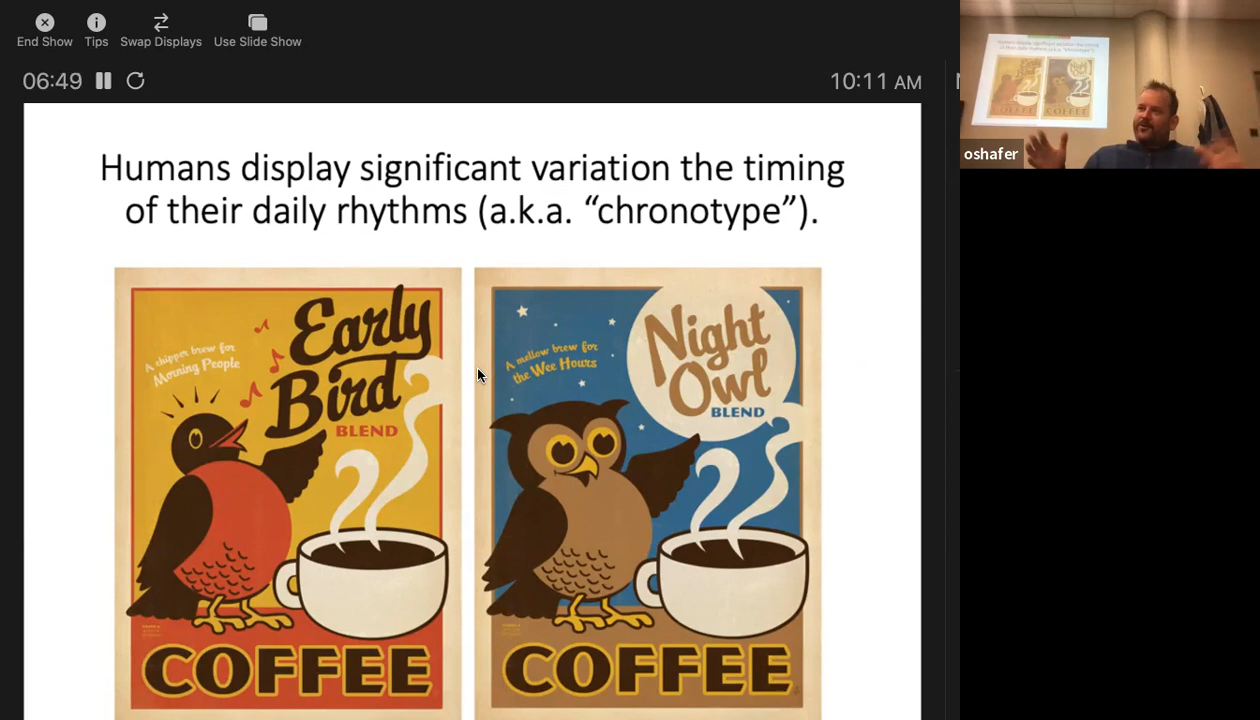 End Show
Tips
Swap Displays
Use Slide Show
06:49
10:11 AM
oshafer
Humans display significant variation the timing
of their daily rhythms (a.k.a. “chronotype”).
A chipper brew for
Morning People
Early
Bird
BLEND
COFFEE
A mellow brew for
the Wee Hours
Night
Owl
BLEND
COFFEE